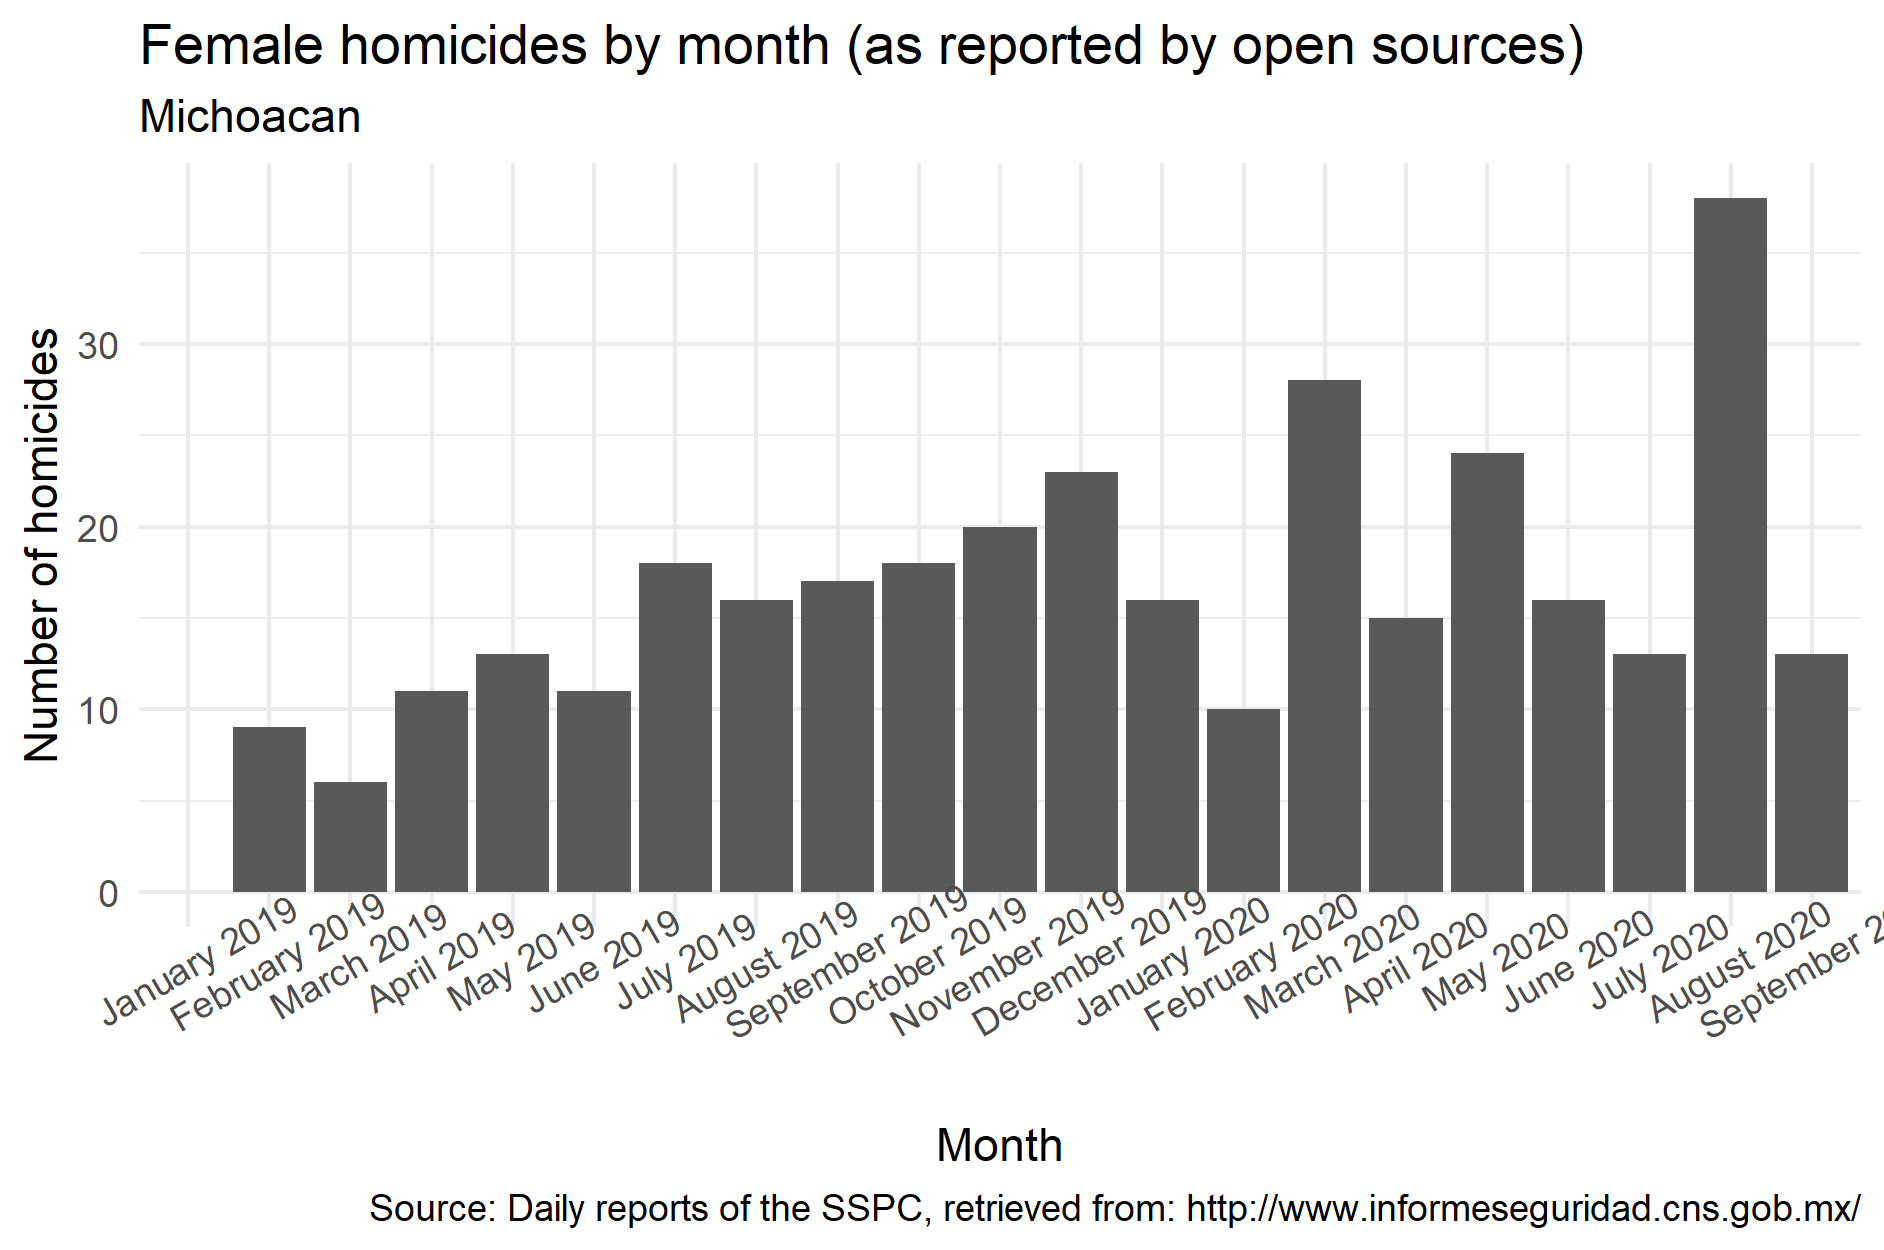 Female homicides by month (as reported by open sources)
Michoacan
Number of homicides
30
20
10
0
January 2019
February 2019
March 2019
April 2019
May 2019
June 2019
July 2019
August 2019
September 2019
October 2019
November 2019
December 2019
January 2020
February 2020
March 2020
April 2020
May 2020
June 2020
July 2020
August 2020
September 2
Month
Source: Daily reports of the SSPC, retrieved from: http://www.informeseguridad.cns.gob.mx/